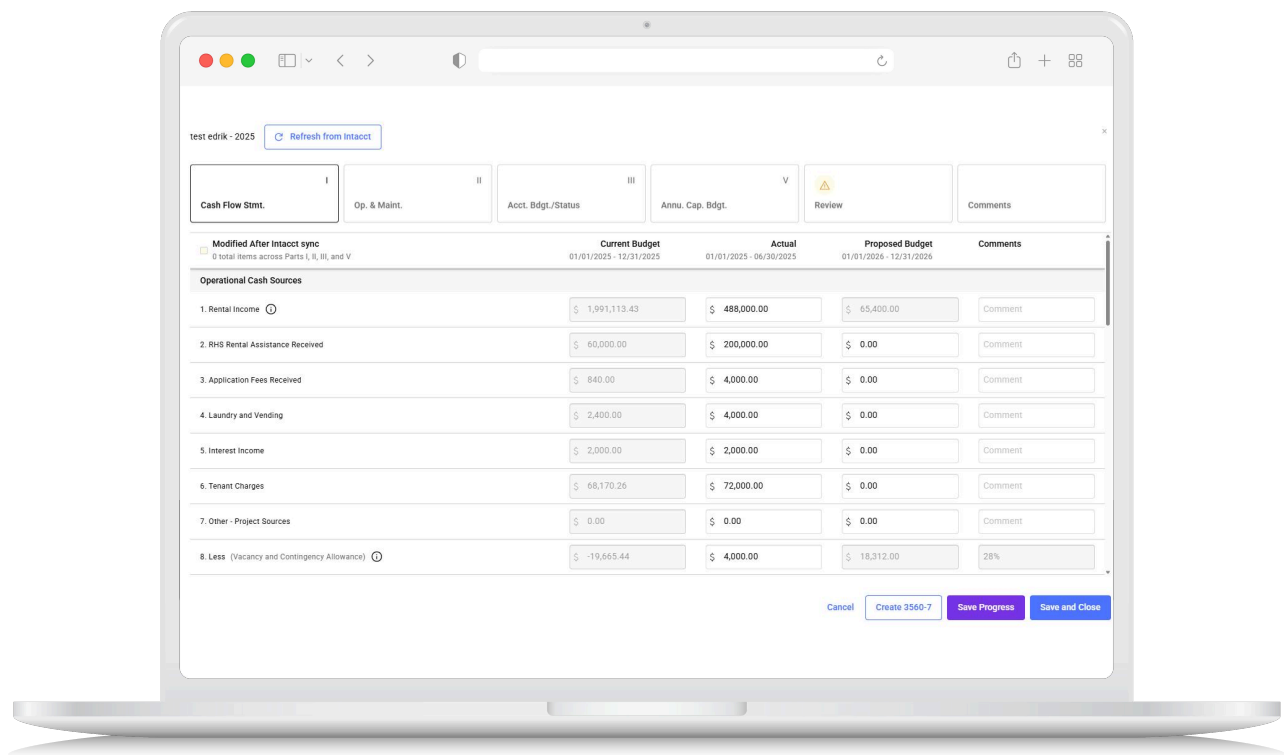 test edrik - 2025
Refresh from Intacct
I
Cash Flow Stmt.
II
Op. & Maint.
III
Acct. Bdgt./Status
V
Annu. Cap. Bdgt.
Review
Comments
Modified After Intacct sync
0 total items across Parts I, II, III, and V
Current Budget
01/01/2025 - 12/31/2025
Actual
01/01/2025 - 06/30/2025
Proposed Budget
01/01/2026 - 12/31/2026
Comments
Operational Cash Sources
1. Rental Income $ 1,991,113.43 $ 488,000.00 $ 65,400.00 Comment
2. RHS Rental Assistance Received $ 60,000.00 $ 200,000.00 $ 0.00 Comment
3. Application Fees Received $ 840.00 $ 4,000.00 $ 0.00 Comment
4. Laundry and Vending $ 2,400.00 $ 4,000.00 $ 0.00 Comment
5. Interest Income $ 2,000.00 $ 2,000.00 $ 0.00 Comment
6. Tenant Charges $ 68,170.26 $ 72,000.00 $ 0.00 Comment
7. Other - Project Sources $ 0.00 $ 0.00 $ 0.00 Comment
8. Less (Vacancy and Contingency Allowance) $ -19,665.44 $ 4,000.00 $ 18,312.00 28%
Cancel Create 3560-7 Save Progress Save and Close